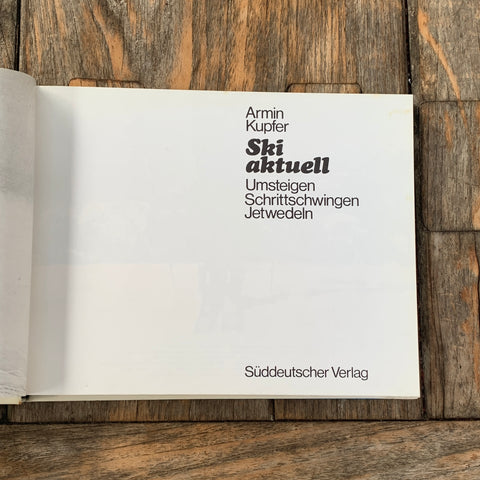 Armin
Kupfer
Ski
aktuell
Umsteigen
Schrittschwingen
Jetwedeln
Süddeutscher Verlag